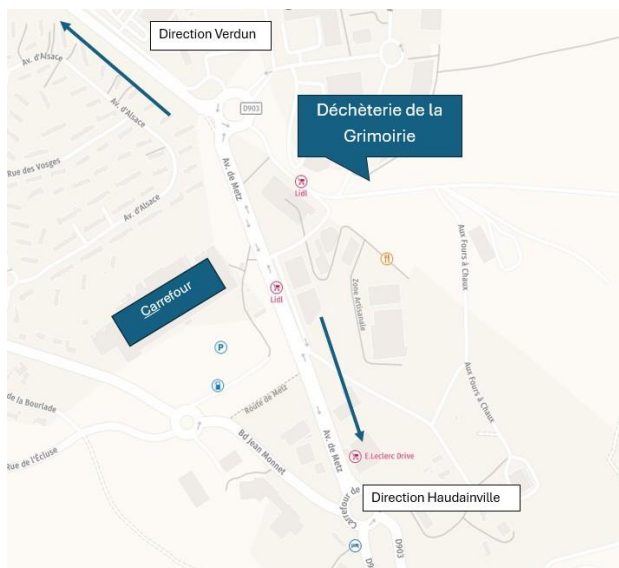 Direction Verdun
Av. d'Alsace
D903
Déchèterie de la
Grimoirie
Av. d'Alsace
Rue des Vosges
Av. de Metz
Lidl
Av. d'Alsace
Aux Fours à Chaux
Carrefour
Lidl
Zone Artisanale
P
Aux Fours à Chaux
de la Bourlade
Route de Metz
Bd Jean Monnet
Av. de Metz
E.Leclerc Drive
Rue de l'Écluse
Direction Haudainville
Carrefour de
D903
D